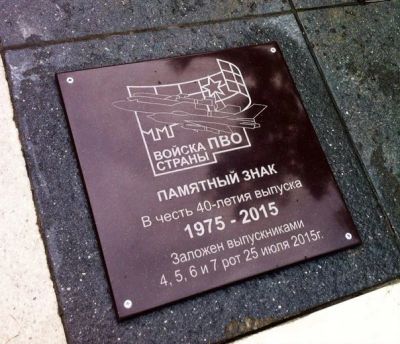 ВОЙСКА ПВО
СТРАНЫ
ПАМЯТНЫЙ ЗНАК
В честь 40-летия выпуска
1975 - 2015
Заложен выпускниками
4, 5, 6 и 7 рот 25 июля 2015г.